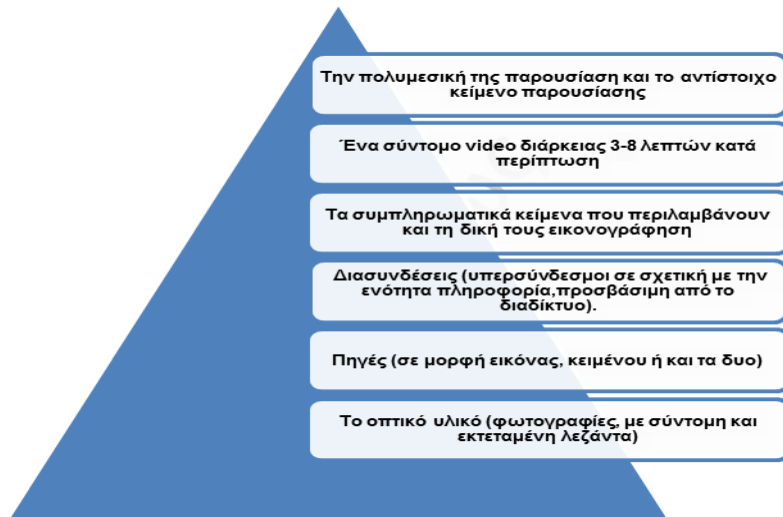 Την πολυμεσική της παρουσίαση και το αντίστοιχο
κείμενο παρουσίασης
Ένα σύντομο video διάρκειας 3-8 λεπτών κατά
περίπτωση
Τα συμπληρωματικά κείμενα που περιλαμβάνουν
και τη δική τους εικονογράφηση
Διασυνδέσεις (υπερσύνδεσμοι σε σχετική με την
ενότητα πληροφορία,προσβάσιμη από το
διαδίκτυο).
Πηγές (σε μορφή εικόνας, κειμένου ή και τα δυο)
Το οπτικό υλικό (φωτογραφίες, με σύντομη και
εκτεταμένη λεζάντα)